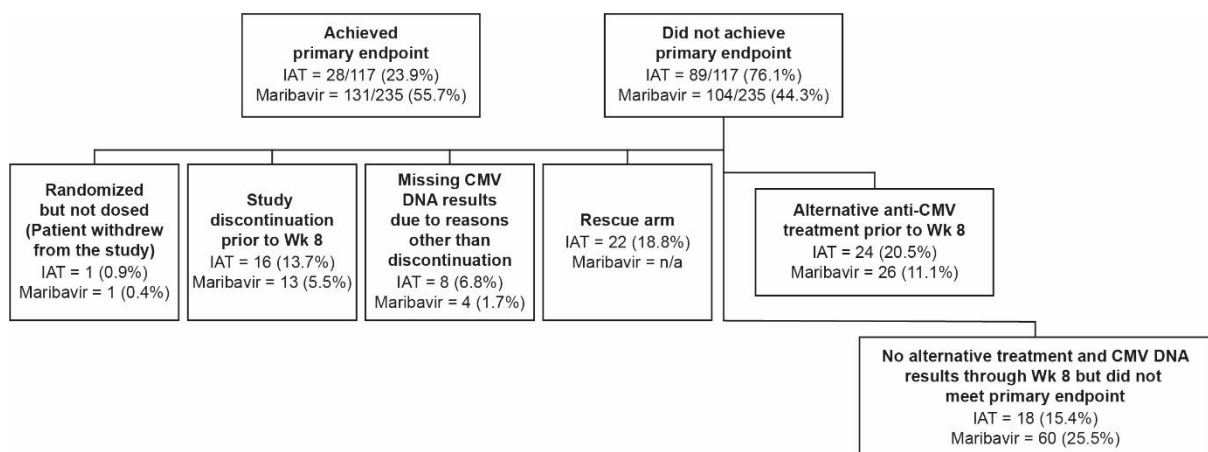 Achieved
primary endpoint
IAT = 28/117 (23.9%)
Maribavir = 131/235 (55.7%)
Did not achieve
primary endpoint
IAT = 89/117 (76.1%)
Maribavir = 104/235 (44.3%)
Randomized
but not dosed
(Patient withdrew
from the study)
IAT = 1 (0.9%)
Maribavir = 1 (0.4%)
Study
discontinuation
prior to Wk 8
IAT = 16 (13.7%)
Maribavir = 13 (5.5%)
Missing CMV
DNA results
due to reasons
other than
discontinuation
IAT = 8 (6.8%)
Maribavir = 4 (1.7%)
Rescue arm
IAT = 22 (18.8%)
Maribavir = n/a
Alternative anti-CMV
treatment prior to Wk 8
IAT = 24 (20.5%)
Maribavir = 26 (11.1%)
No alternative treatment and CMV DNA
results through Wk 8 but did not
meet primary endpoint
IAT = 18 (15.4%)
Maribavir = 60 (25.5%)